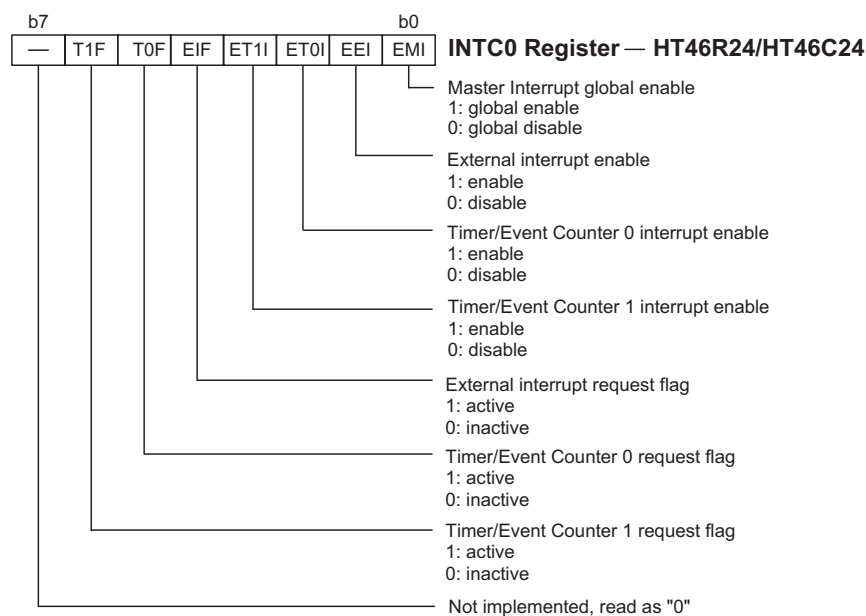 b7 b0
— T1F T0F EIF ET1I ET0I EEI EMI INTC0 Register — HT46R24/HT46C24
Master Interrupt global enable
1: global enable
0: global disable
External interrupt enable
1: enable
0: disable
Timer/Event Counter 0 interrupt enable
1: enable
0: disable
Timer/Event Counter 1 interrupt enable
1: enable
0: disable
External interrupt request flag
1: active
0: inactive
Timer/Event Counter 0 request flag
1: active
0: inactive
Timer/Event Counter 1 request flag
1: active
0: inactive
Not implemented, read as "0"